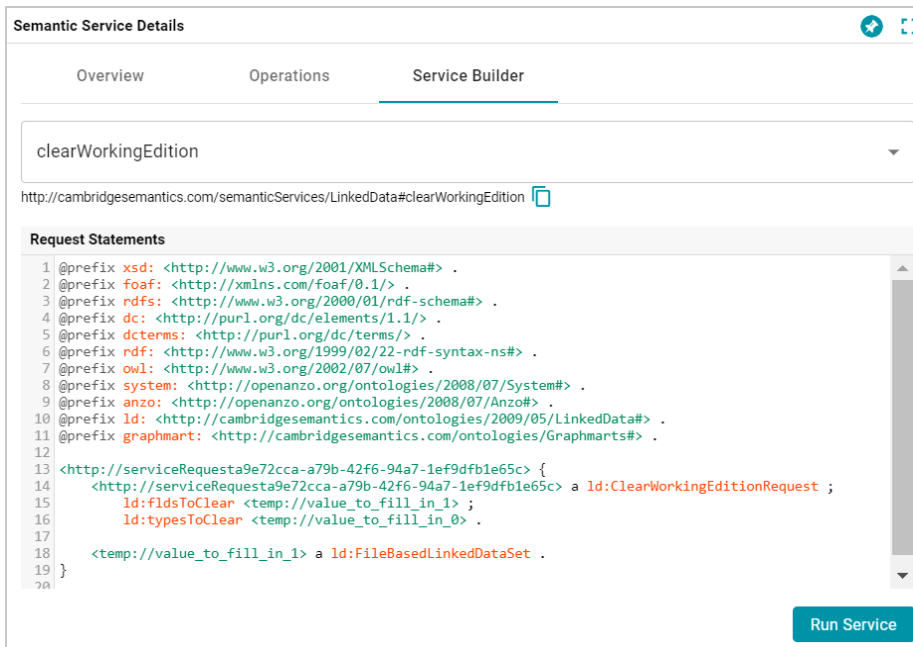 Semantic Service Details
Overview Operations Service Builder
clearWorkingEdition
http://cambridgesemantics.com/semanticServices/LinkedData#clearWorkingEdition
Request Statements
1 @prefix xsd: <http://www.w3.org/2001/XMLSchema#> .
2 @prefix foaf: <http://xmlns.com/foaf/0.1/> .
3 @prefix rdfs: <http://www.w3.org/2000/01/rdf-schema#> .
4 @prefix dc: <http://purl.org/dc/elements/1.1/> .
5 @prefix dcterms: <http://purl.org/dc/terms/> .
6 @prefix rdf: <http://www.w3.org/1999/02/22-rdf-syntax-ns#> .
7 @prefix owl: <http://www.w3.org/2002/07/owl#> .
8 @prefix system: <http://openanzo.org/ontologies/2008/07/System#> .
9 @prefix anzo: <http://openanzo.org/ontologies/2008/07/Anzo#> .
10 @prefix ld: <http://cambridgesemantics.com/ontologies/2009/05/LinkedData#> .
11 @prefix graphmart: <http://cambridgesemantics.com/ontologies/Graphmarts#> .
12
13 <http://serviceRequesta9e72cca-a79b-42f6-94a7-1ef9dfb1e65c> {
14 <http://serviceRequesta9e72cca-a79b-42f6-94a7-1ef9dfb1e65c> a ld:ClearWorkingEditionRequest ;
15 ld:fldsToClear <temp://value_to_fill_in_1> ;
16 ld:typesToClear <temp://value_to_fill_in_0> .
17
18 <temp://value_to_fill_in_1> a ld:FileBasedLinkedDataSet .
19 }
20
Run Service